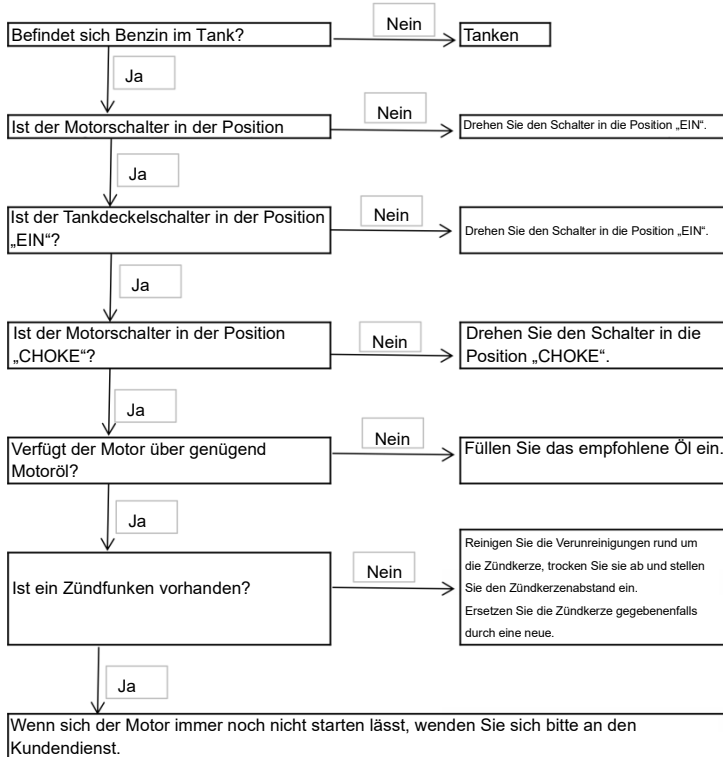 Befindet sich Benzin im Tank?
Nein
Tanken
Ja
Ist der Motorschalter in der Position
Nein
Drehen Sie den Schalter in die Position „EIN“.
Ja
Ist der Tankdeckelschalter in der Position
„EIN“?
Nein
Drehen Sie den Schalter in die Position „EIN“.
Ja
Ist der Motorschalter in der Position
„CHOKE“?
Nein
Drehen Sie den Schalter in die
Position „CHOKE“.
Ja
Verfügt der Motor über genügend
Motoröl?
Nein
Füllen Sie das empfohlene Öl ein.
Ja
Ist ein Zündfunken vorhanden?
Nein
Reinigen Sie die Verunreinigungen rund um
die Zündkerze, trocken Sie sie ab und stellen
Sie den Zündkerzenabstand ein.
Ersetzen Sie die Zündkerze gegebenenfalls
durch eine neue.
Ja
Wenn sich der Motor immer noch nicht starten lässt, wenden Sie sich bitte an den
Kundendienst.